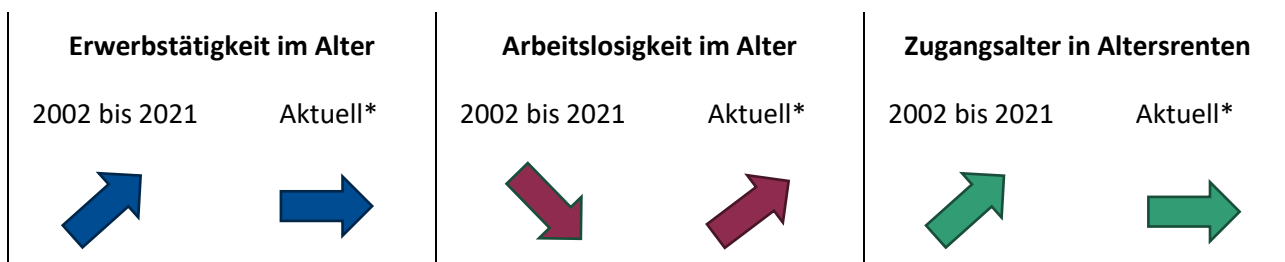 Erwerbstätigkeit im Alter
2002 bis 2021 Aktuell*
Arbeitslosigkeit im Alter
2002 bis 2021 Aktuell*
Zugangsalter in Altersrenten
2002 bis 2021 Aktuell*